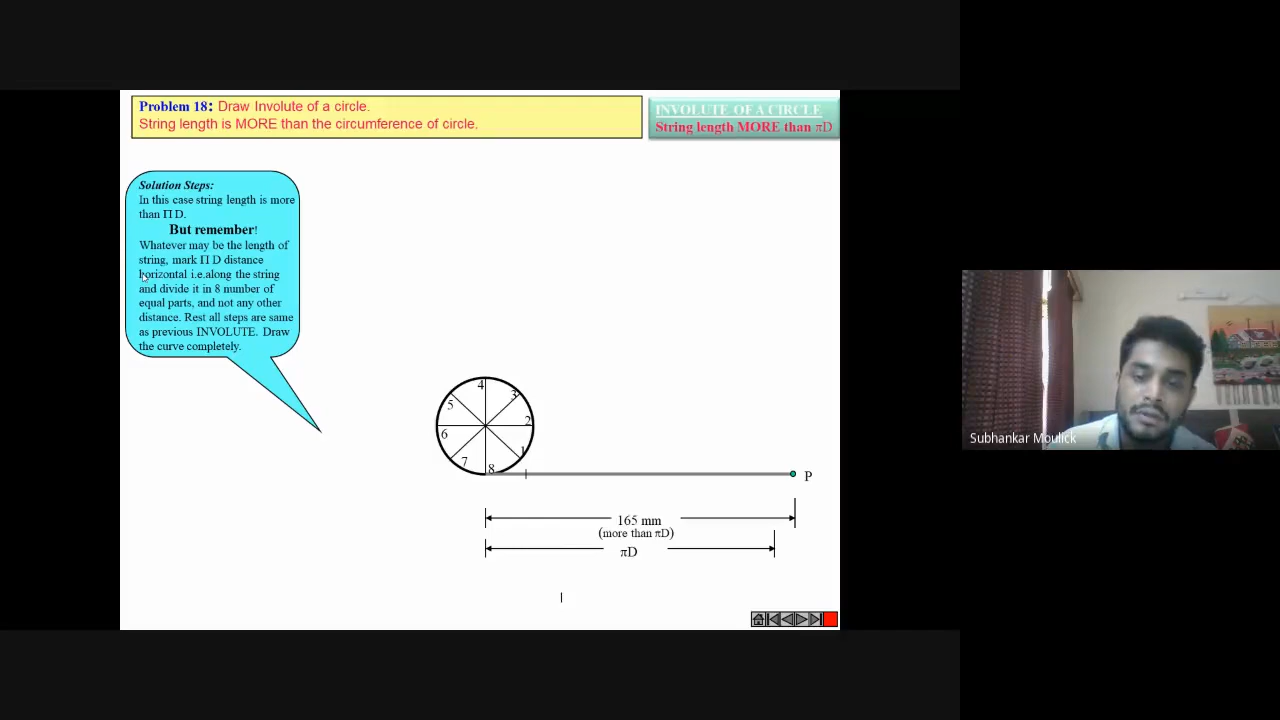 Problem 18: Draw Involute of a circle.
String length is MORE than the circumference of circle.
INVOLUTE OF A CIRCLE
String length MORE than πD
Solution Steps:
In this case string length is more
than Π D.
But remember!
Whatever may be the length of
string, mark Π D distance
horizontal i.e.along the string
and divide it in 8 number of
equal parts, and not any other
distance. Rest all steps are same
as previous INVOLUTE. Draw
the curve completely.
4
3
5
2
6
1
7
8
P
165 mm
(more than πD)
πD
Subhankar Moulick